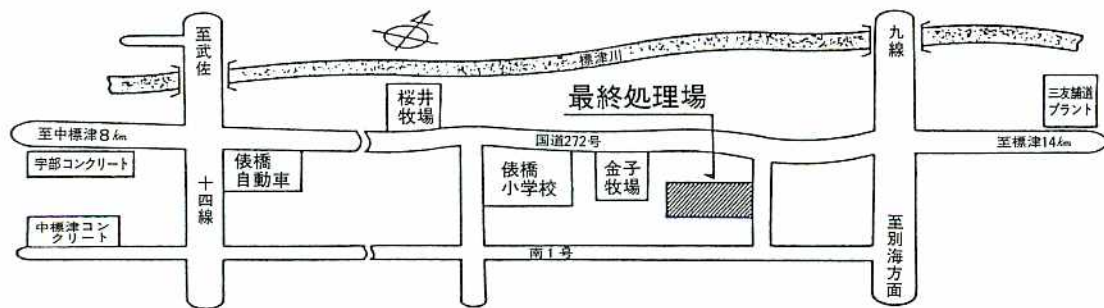 至武佐
九線
標津川
桜井
牧場
最終処理場
三友舗道
プラント
至中標津8㎞
国道272号
至標津14㎞
宇部コンクリート
俵橋
自動車
十四線
俵橋
小学校
金子
牧場
中標津コン
クリート
南1号
至別海方面